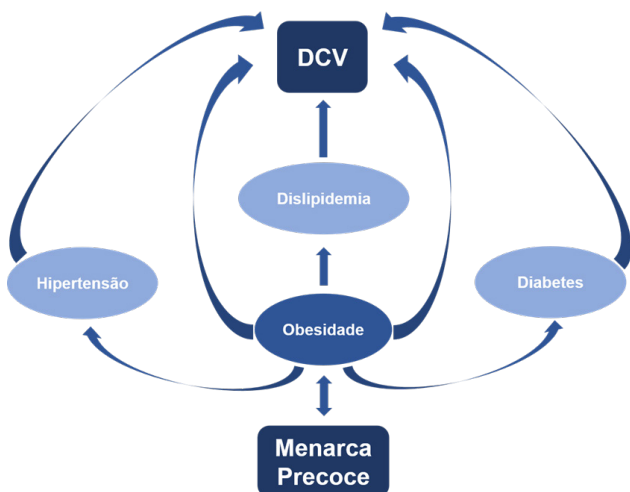 DCV
Dislipidemia
Hipertensão
Diabetes
Obesidade
Menarca
Precoce